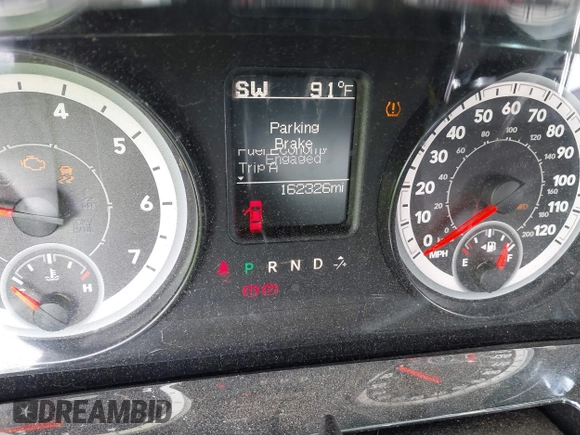 SW 91°F
Parking
Brake
Fuel Economy
Engaged
Trip A
162326mi
4
5
6
7
H
P R N D
0 10 20 30 40 50 60 70 80 90 100 110 120
MPH
200
E F
DREAMBID